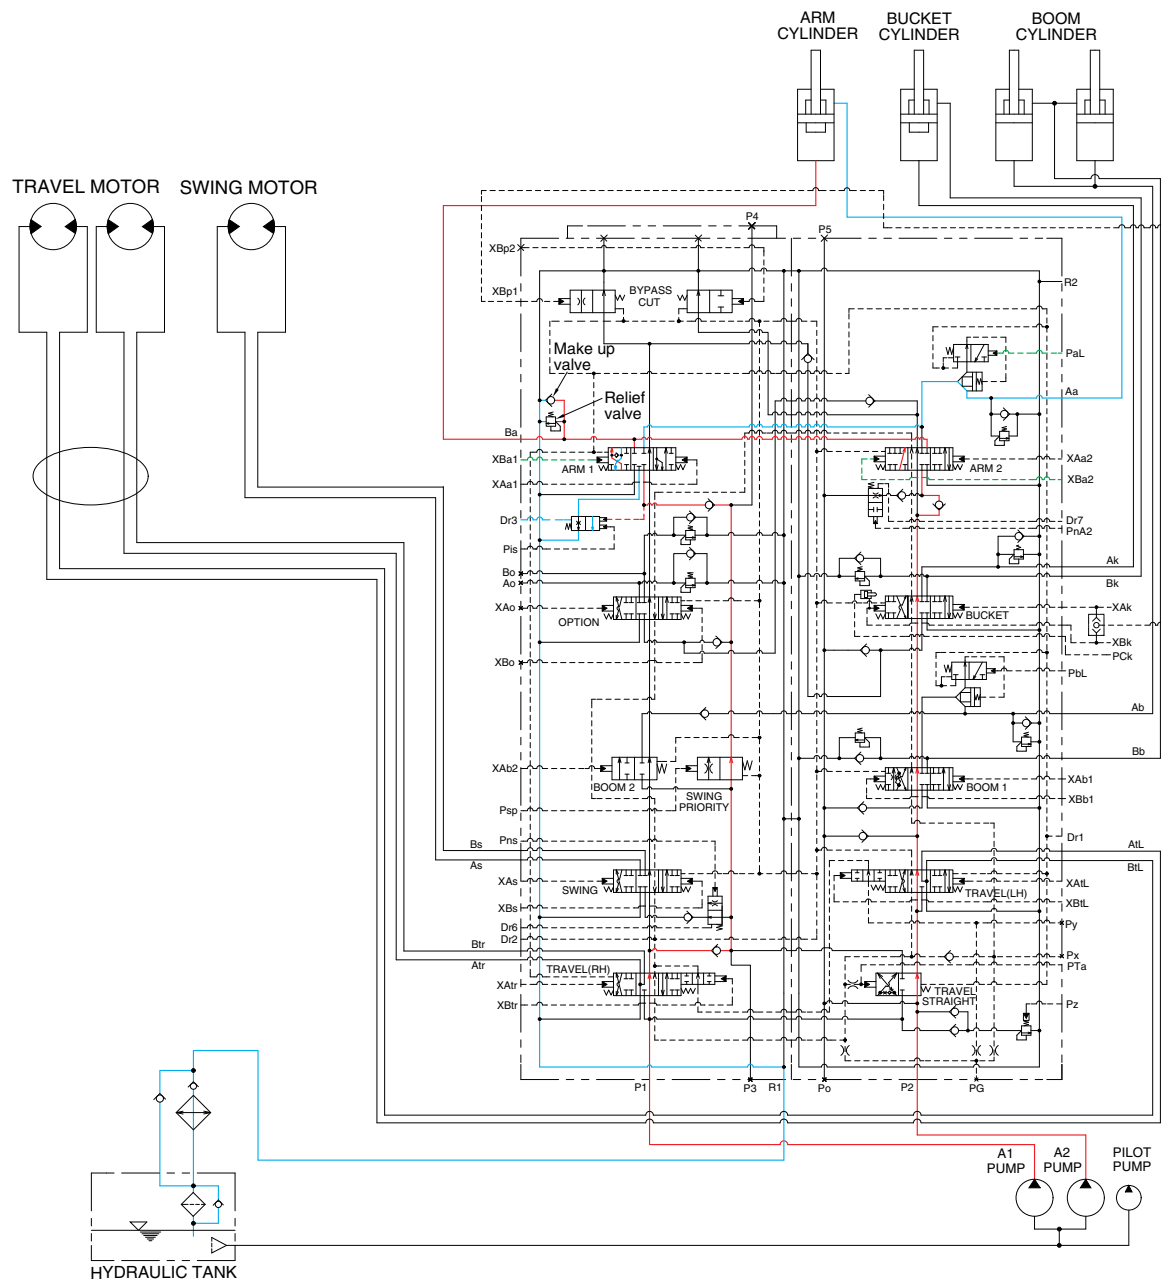 ARM
CYLINDER
BUCKET
CYLINDER
BOOM
CYLINDER
TRAVEL MOTOR
SWING MOTOR
P4
P5
XBp2
XBp1
BYPASS
CUT
R2
Make up
valve
Relief
valve
PaL
Aa
Ba
XBa1
ARM 1
XAa1
ARM 2
XAa2
XBa2
Dr3
Pis
Dr7
PnA2
Bo
Ao
Ak
Bk
XAo
OPTION
BUCKET
XAk
XBk
PCk
XBo
PbL
Ab
Bb
XAb2
BOOM 2
SWING
PRIORITY
BOOM 1
XAb1
XBb1
Psp
Pns
Dr1
Bs
As
AtL
BtL
XAs
SWING
XBs
TRAVEL(LH)
XAtL
XBtL
Dr6
Dr2
Py
Btr
Atr
Px
PTa
TRAVEL(RH)
XAtr
XBtr
TRAVEL
STRAIGHT
Pz
P1
P3
R1
Po
P2
PG
A1
PUMP
A2
PUMP
PILOT
PUMP
HYDRAULIC TANK